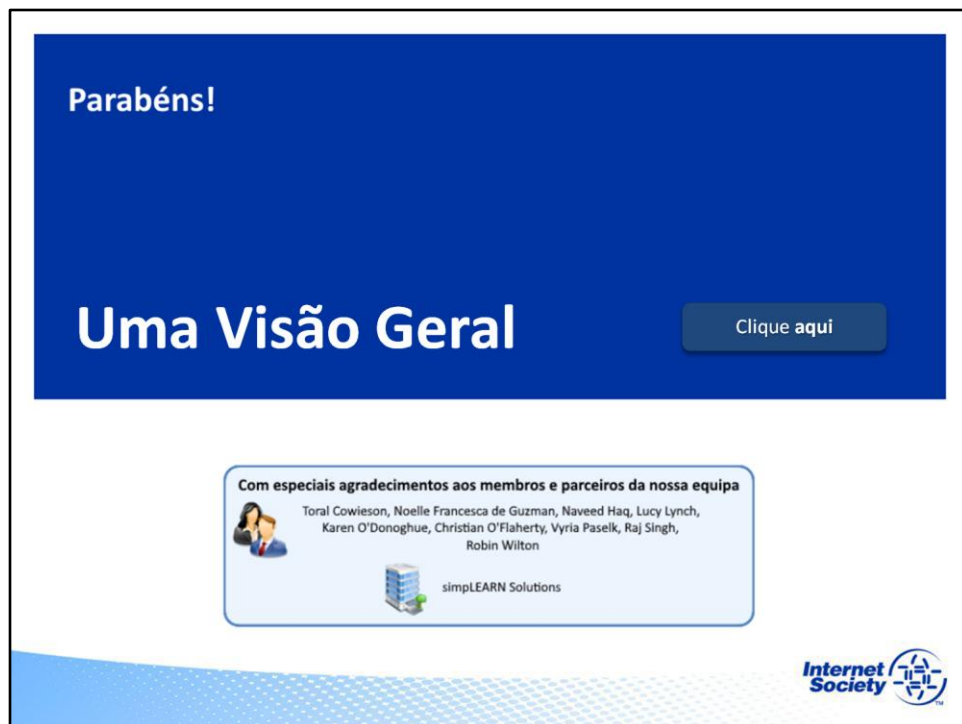 Parabéns!
Uma Visão Geral
Clique aqui
Com especiais agradecimentos aos membros e parceiros da nossa equipa
Toral Cowieson, Noelle Francesca de Guzman, Naveed Haq, Lucy Lynch,
Karen O'Donoghue, Christian O'Flaherty, Vyria Paselk, Raj Singh,
Robin Wilton
simpLEARN Solutions
Internet
Society
TM